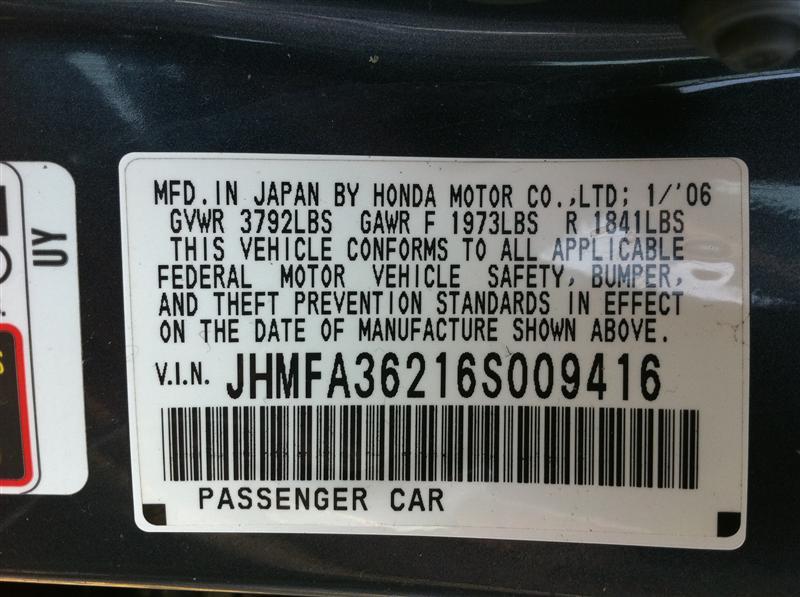 MFD. IN JAPAN BY HONDA MOTOR CO.,LTD; 1/'06
GVWR 3792LBS GAWR F 1973LBS R 1841LBS
THIS VEHICLE CONFORMS TO ALL APPLICABLE
FEDERAL MOTOR VEHICLE SAFETY, BUMPER,
AND THEFT PREVENTION STANDARDS IN EFFECT
ON THE DATE OF MANUFACTURE SHOWN ABOVE.
V.I.N. JHMFA36216S009416
PASSENGER CAR
UY